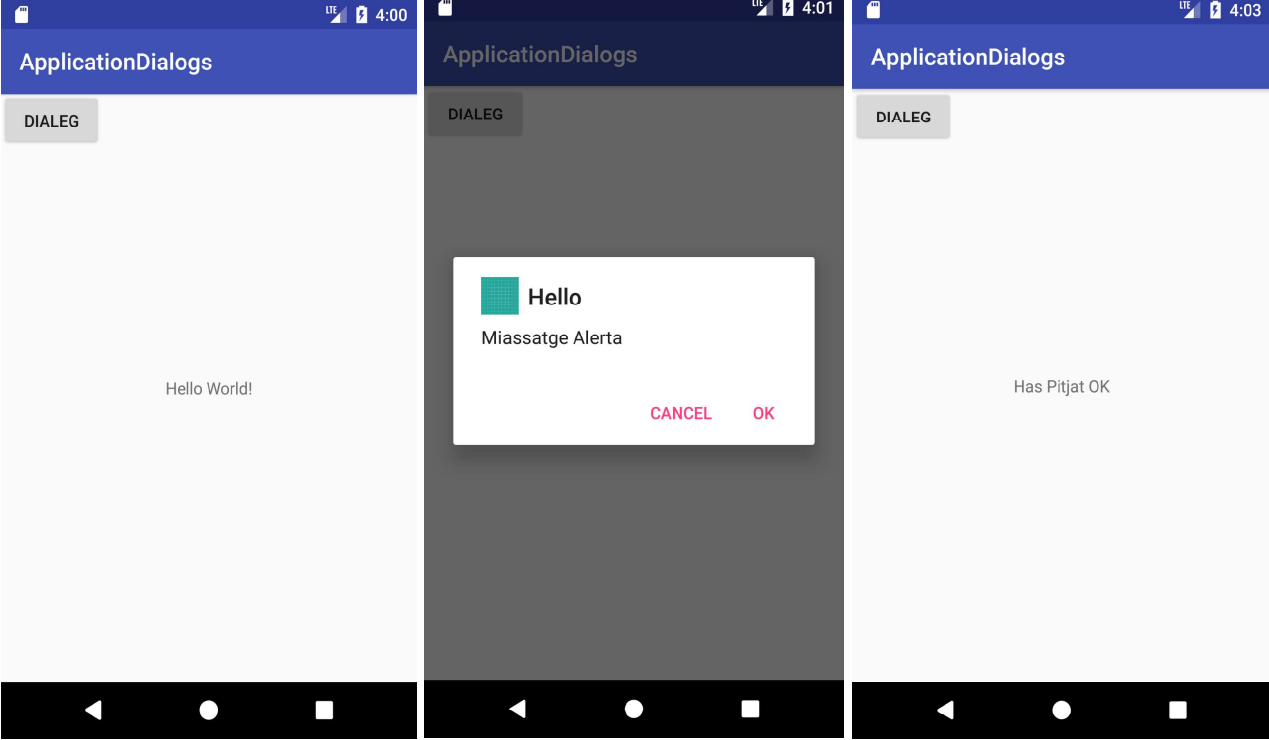 LTE 4:00
ApplicationDialogs
DIALEG
Hello World!
LTE 4:01
ApplicationDialogs
DIALEG
Hello
Miassatge Alerta
CANCEL OK
LTE 4:03
ApplicationDialogs
DIALEG
Has Pitjat OK